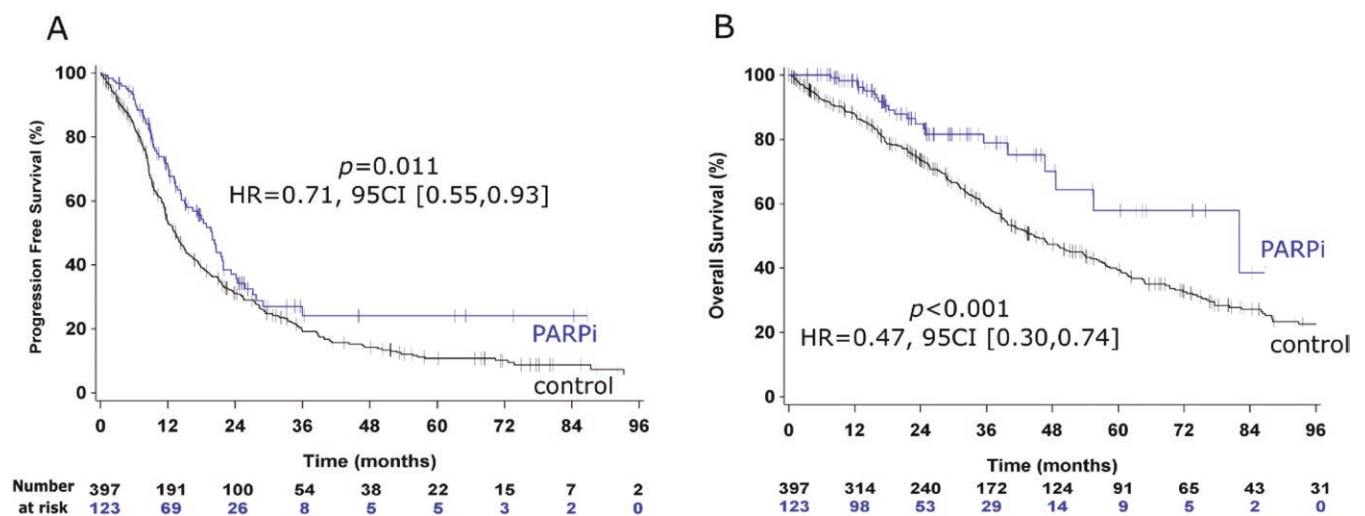 A
Progression Free Survival (%)
100
80
60
40
20
0
p=0.011
HR=0.71, 95CI [0.55,0.93]
PARPi
control
0 12 24 36 48 60 72 84 96
Time (months)
Number at risk
397 191 100 54 38 22 15 7 2
123 69 26 8 5 5 3 2 0
B
Overall Survival (%)
100
80
60
40
20
0
PARPi
p<0.001
HR=0.47, 95CI [0.30,0.74]
control
0 12 24 36 48 60 72 84 96
Time (months)
397 314 240 172 124 91 65 43 31
123 98 53 29 14 9 5 2 0